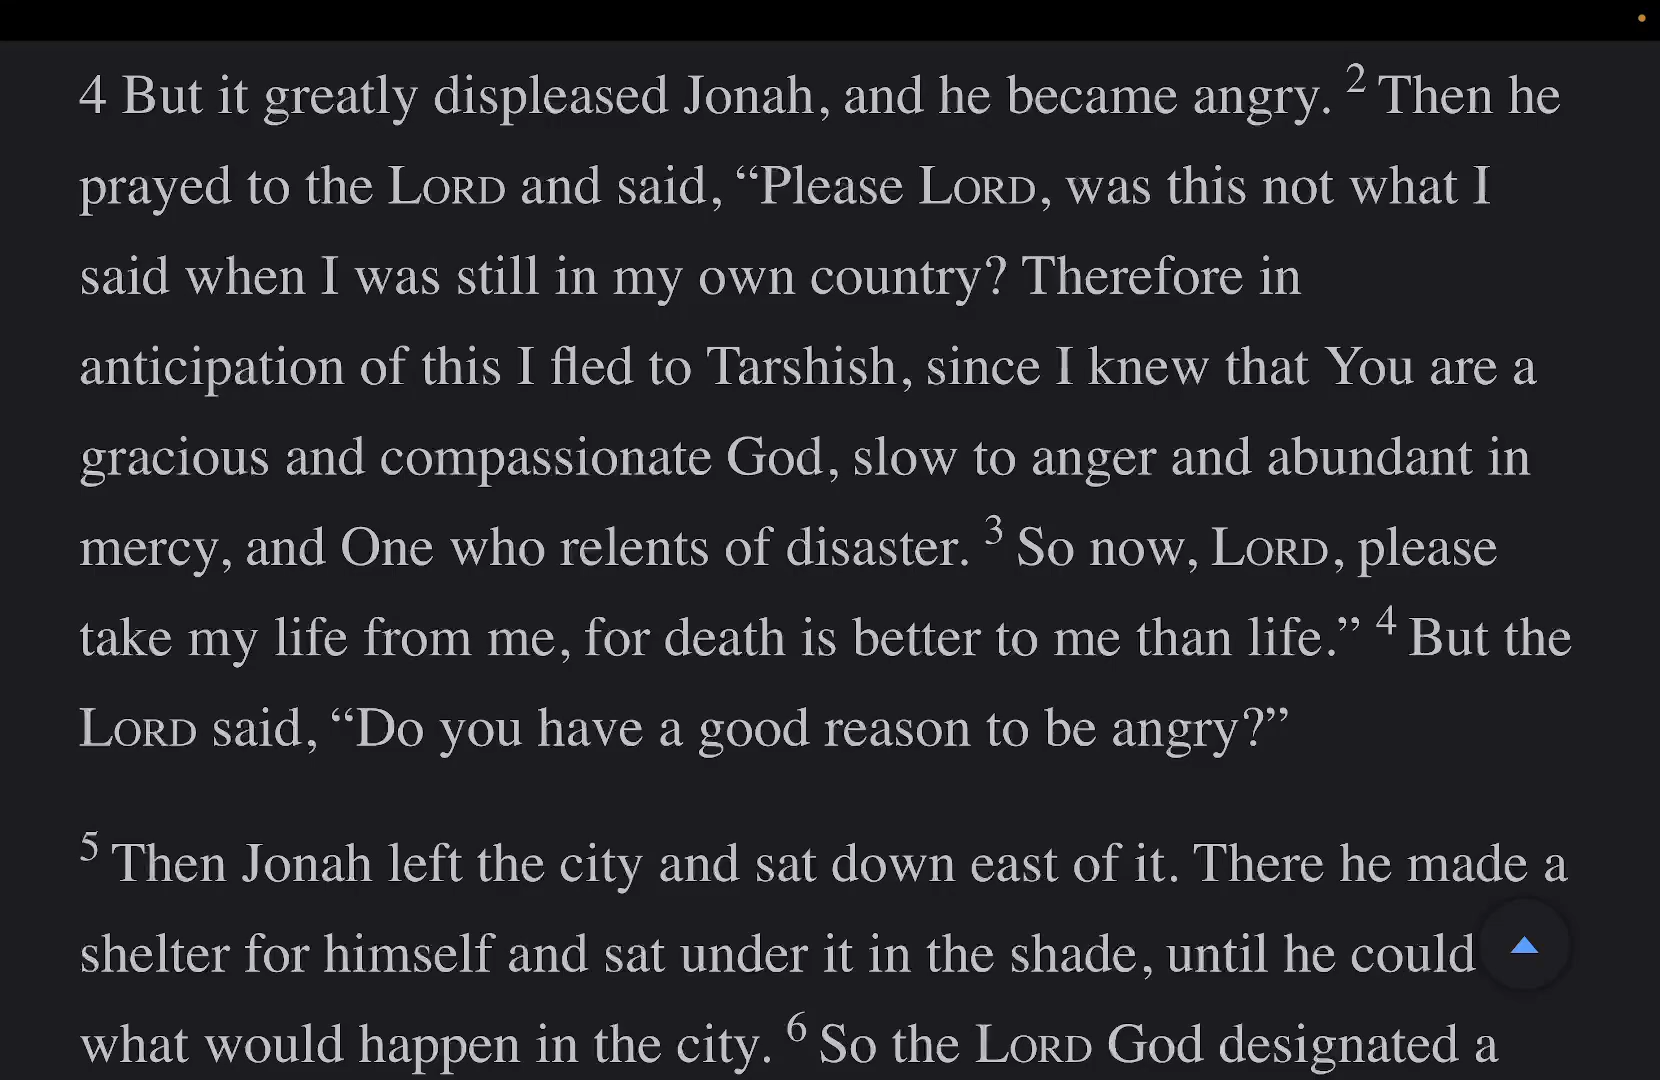 4 But it greatly displeased Jonah, and he became angry. 2 Then he
prayed to the LORD and said, “Please LORD, was this not what I
said when I was still in my own country? Therefore in
anticipation of this I fled to Tarshish, since I knew that You are a
gracious and compassionate God, slow to anger and abundant in
mercy, and One who relents of disaster. 3 So now, LORD, please
take my life from me, for death is better to me than life.” 4 But the
LORD said, “Do you have a good reason to be angry?”
5 Then Jonah left the city and sat down east of it. There he made a
shelter for himself and sat under it in the shade, until he could
what would happen in the city. 6 So the LORD God designated a